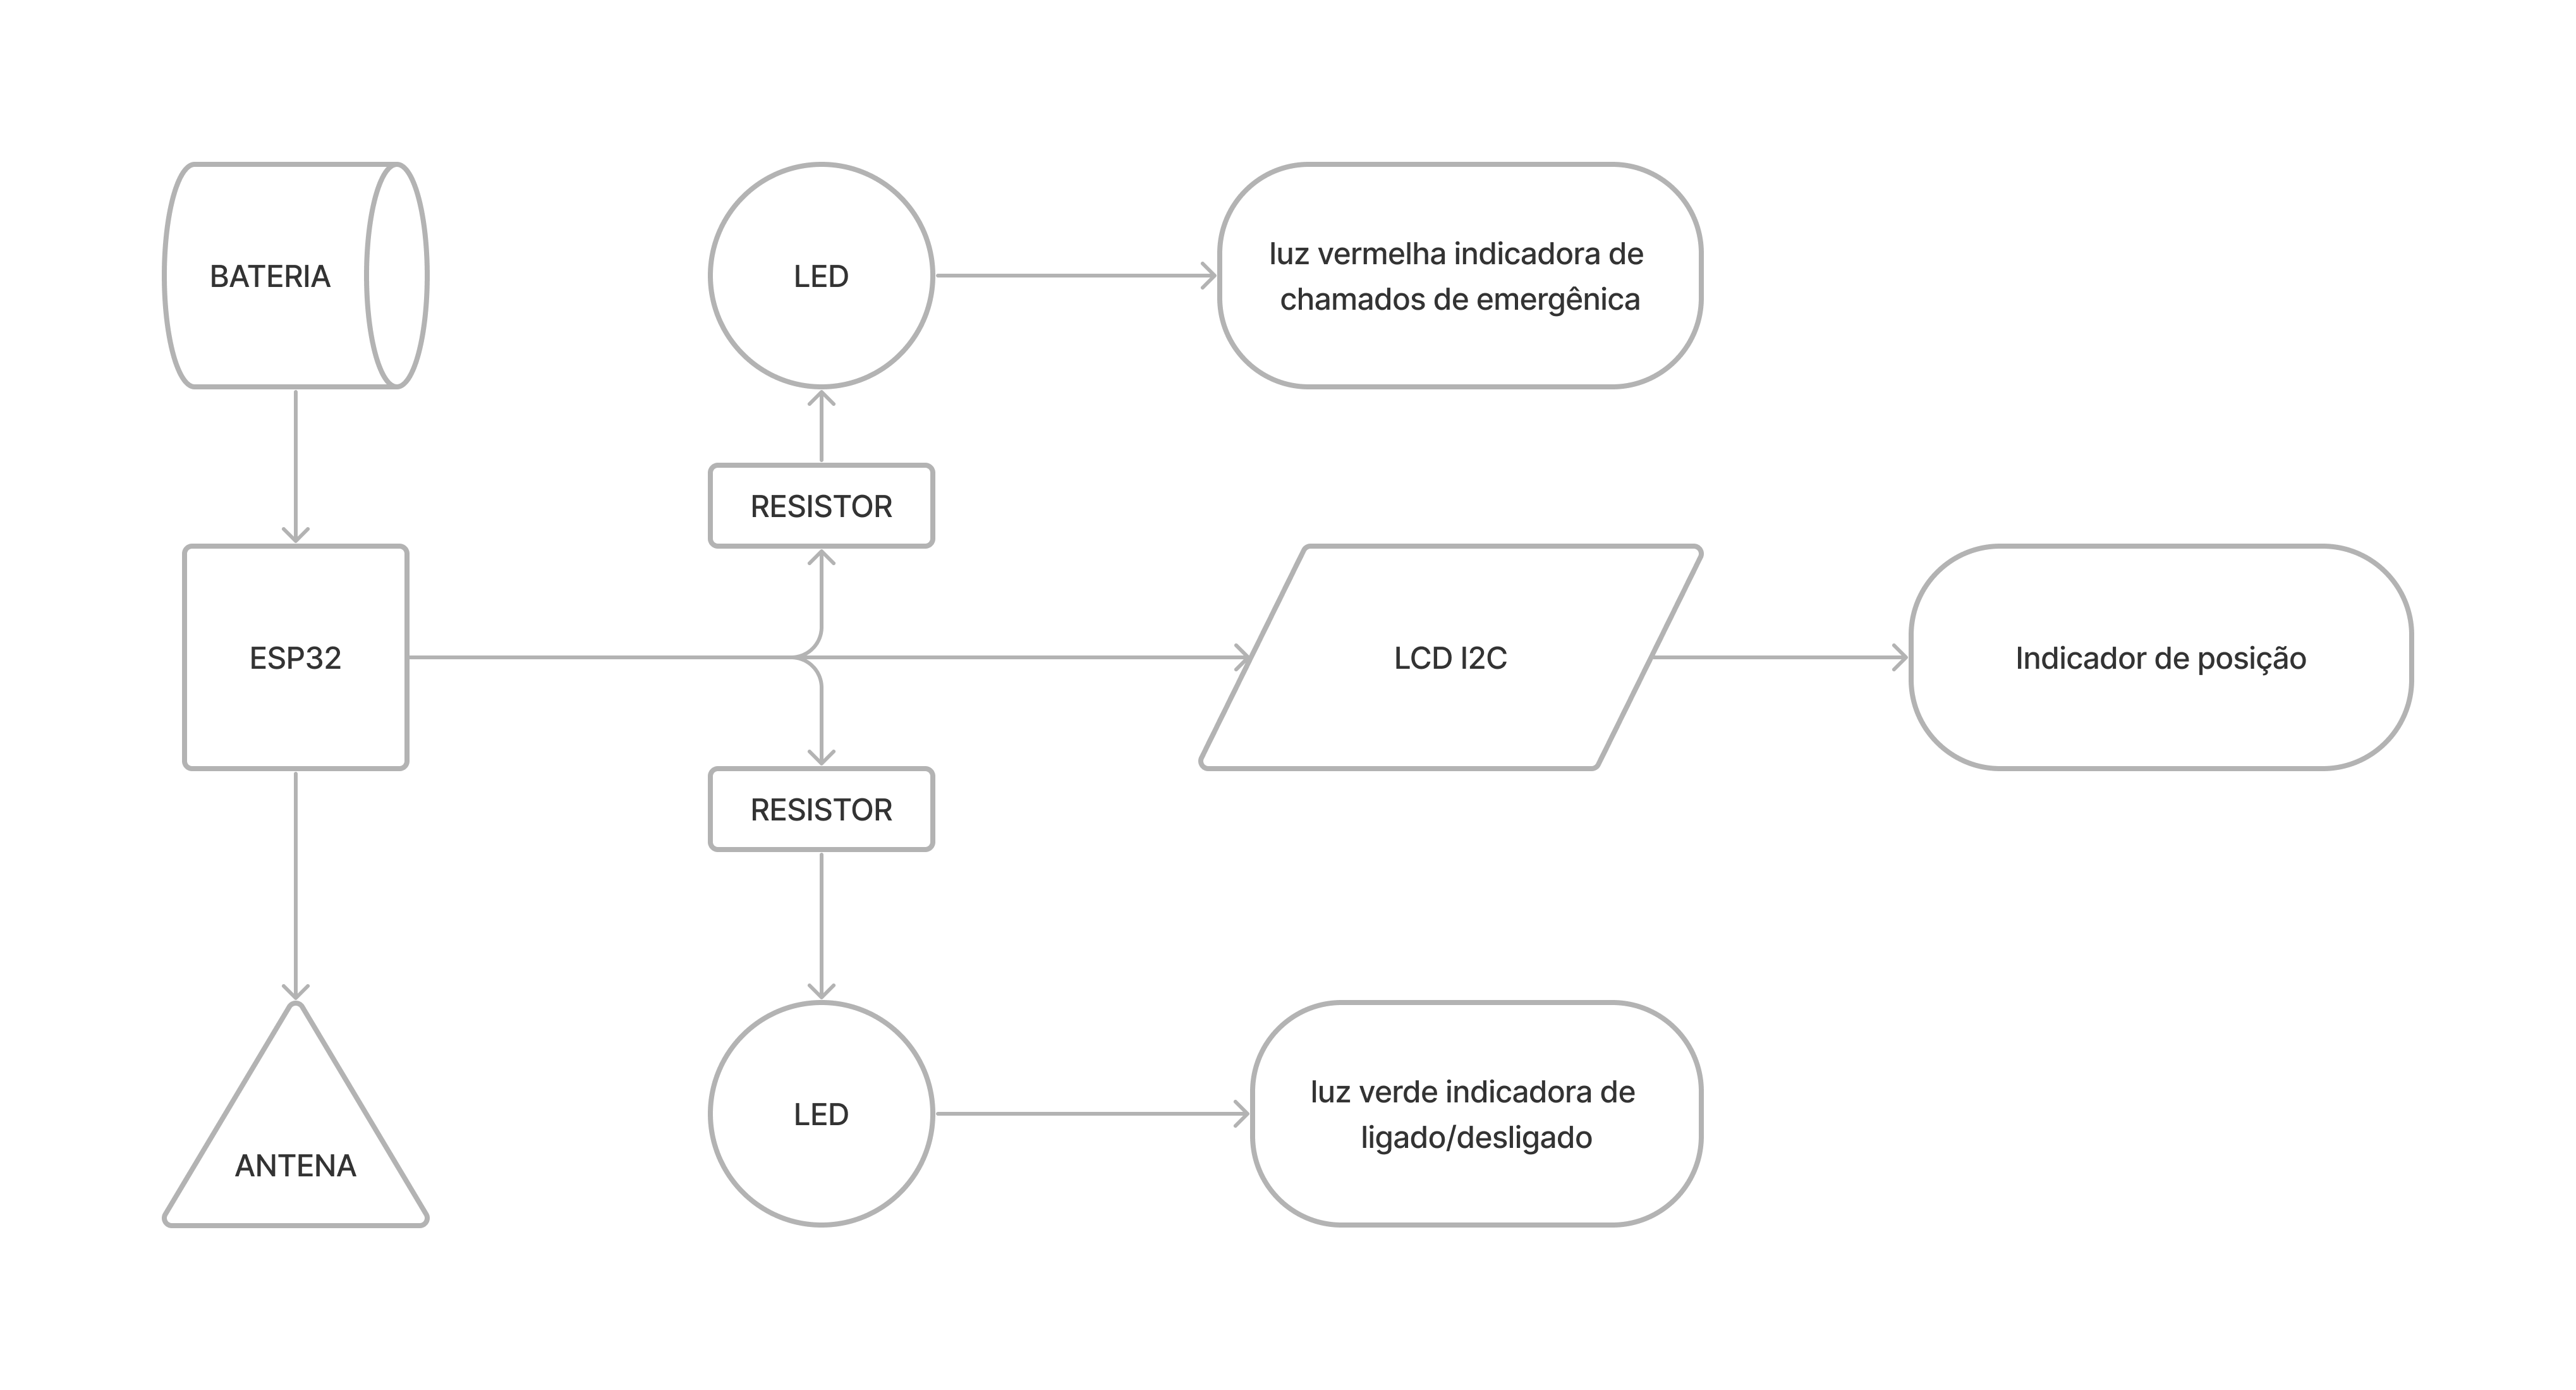 BATERIA
LED
luz vermelha indicadora de
chamados de emergênica
RESISTOR
ESP32
LCD I2C
Indicador de posição
RESISTOR
ANTENA
LED
luz verde indicadora de
ligado/desligado